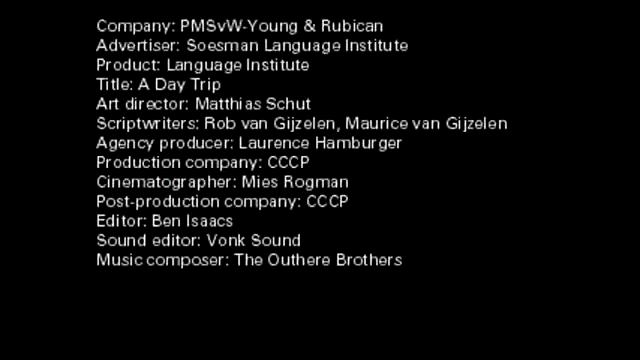 Company: PMSvW-Young & Rubican
Advertiser: Soesman Language Institute
Product: Language Institute
Title: A Day Trip
Art director: Matthias Schut
Scriptwriters: Rob van Gijzelen, Maurice van Gijzelen
Agency producer: Laurence Hamburger
Production company: CCCP
Cinematographer: Mies Rogman
Post-production company: CCCP
Editor: Ben Isaacs
Sound editor: Vonk Sound
Music composer: The Outhere Brothers